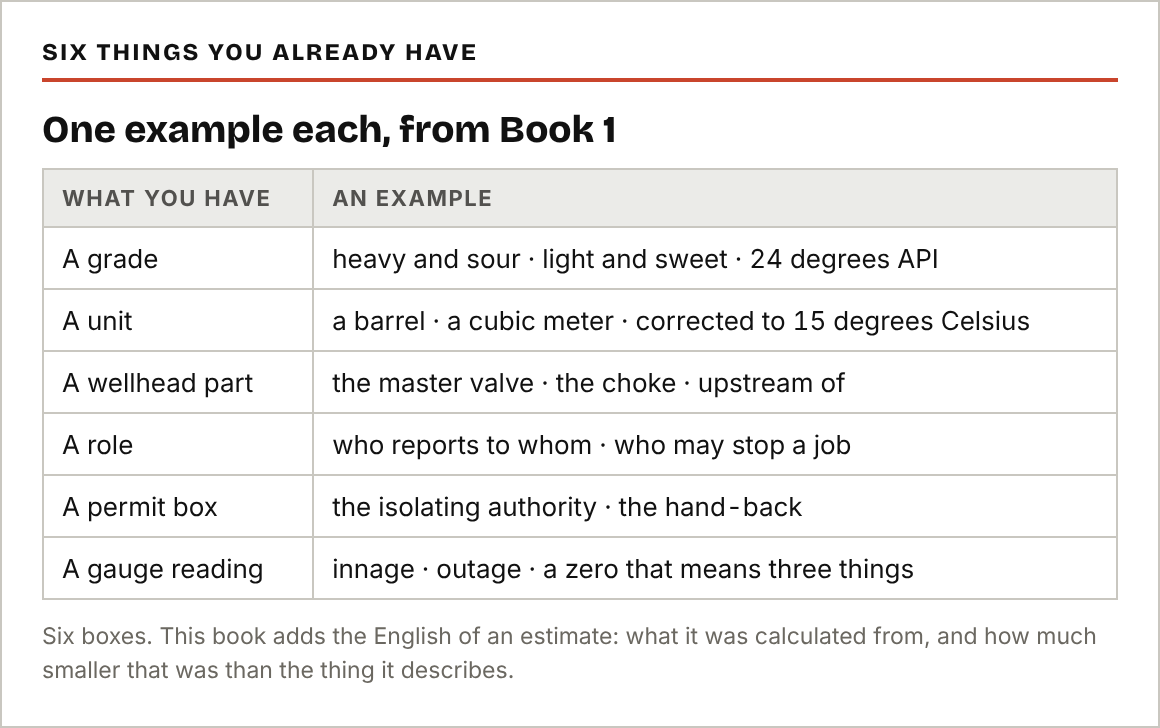 SIX THINGS YOU ALREADY HAVE
One example each, from Book 1
WHAT YOU HAVE AN EXAMPLE
A grade heavy and sour · light and sweet · 24 degrees API
A unit a barrel · a cubic meter · corrected to 15 degrees Celsius
A wellhead part the master valve · the choke · upstream of
A role who reports to whom · who may stop a job
A permit box the isolating authority · the hand-back
A gauge reading innage · outage · a zero that means three things
Six boxes. This book adds the English of an estimate: what it was calculated from, and how much
smaller that was than the thing it describes.